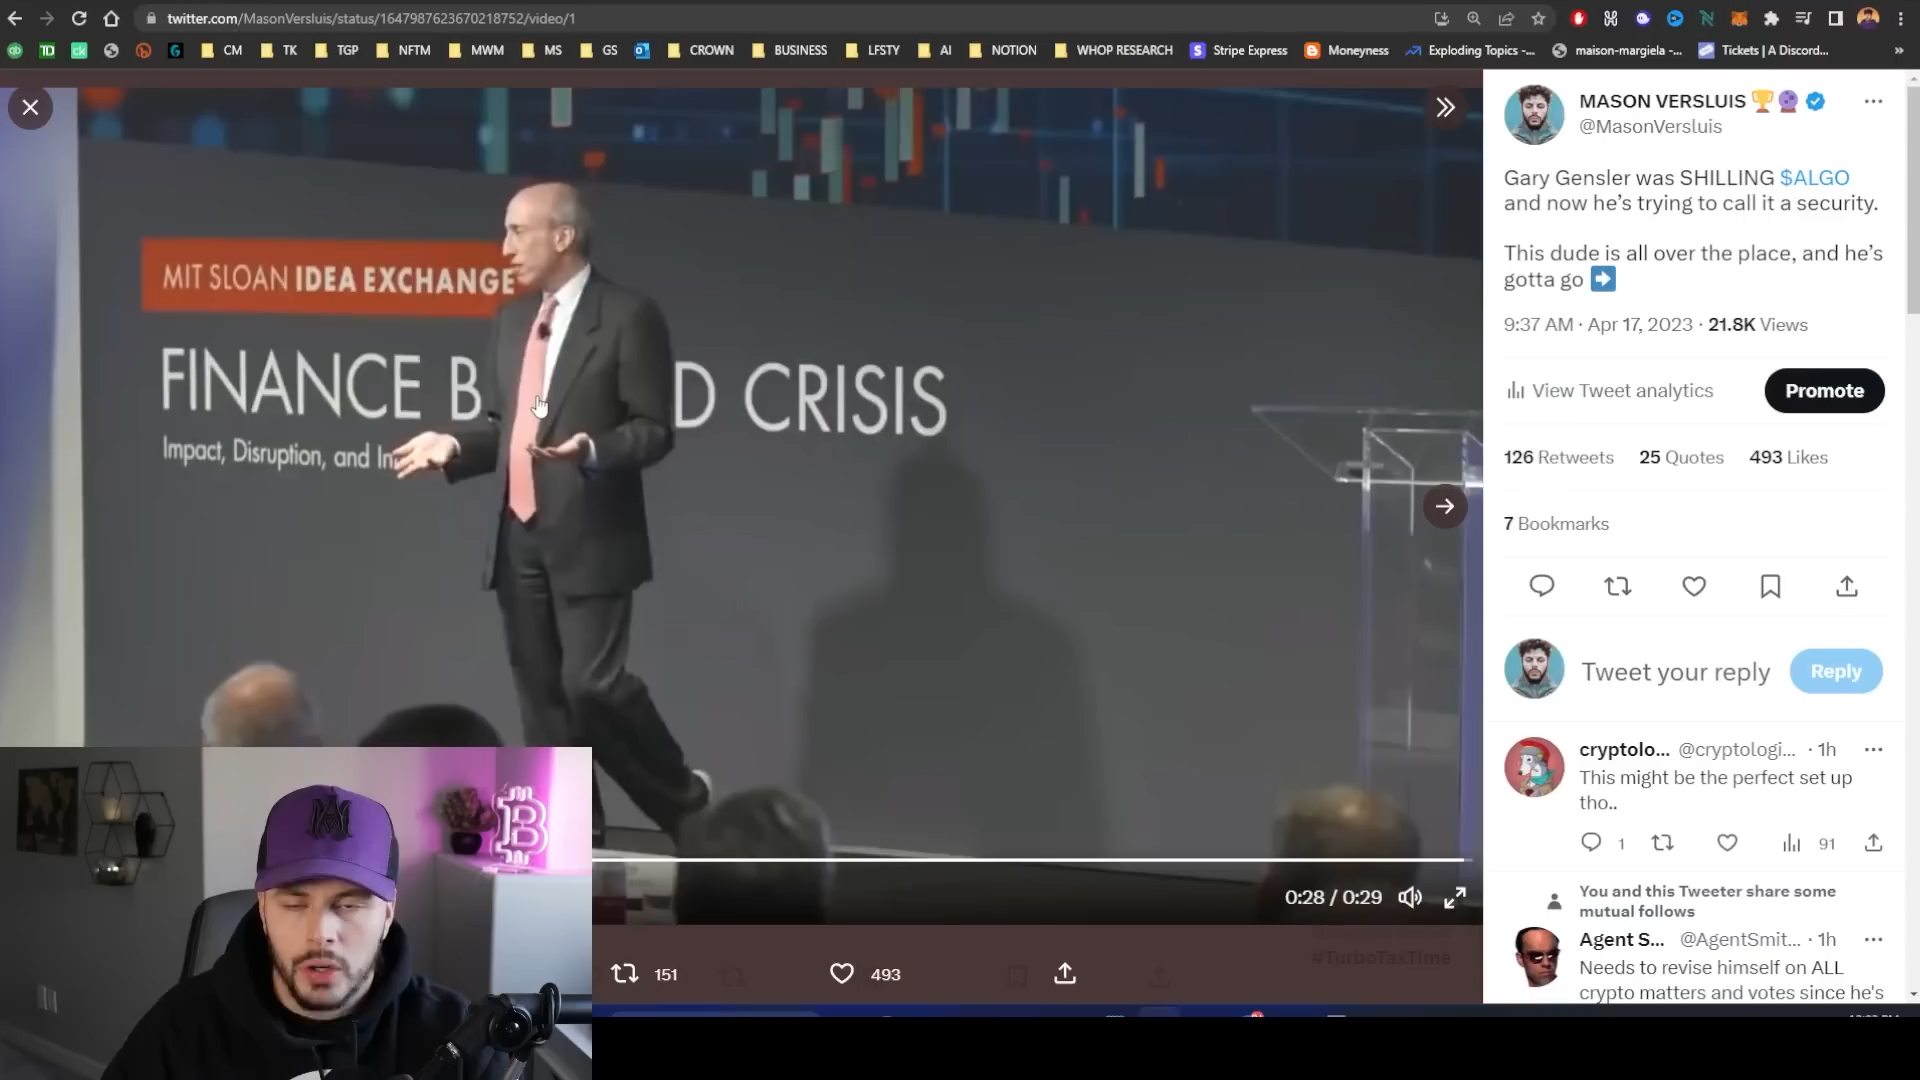 twitter.com/MasonVersluis/status/1647987623670218752/video/1
TD
ck
CM
TK
TGP
NFTM
MWM
MS
GS
CROWN
BUSINESS
LFSTY
AI
NOTION
WHOP RESEARCH
Stripe Express
Moneyness
Exploding Topics -...
maison-margiela -...
Tickets | A Discord...
MIT SLOAN IDEA EXCHANGE
FINANCE B D CRISIS
Impact, Disruption, and In
0:28 / 0:29
#TurboTaxTime
151
493
MASON VERSLUIS
@MasonVersluis
Gary Gensler was SHILLING $ALGO
and now he's trying to call it a security.
This dude is all over the place, and he's
gotta go
9:37 AM · Apr 17, 2023 · 21.8K Views
View Tweet analytics
Promote
126 Retweets 25 Quotes 493 Likes
7 Bookmarks
Tweet your reply
Reply
cryptolo... @cryptologi... · 1h
This might be the perfect set up
tho..
1
91
You and this Tweeter share some
mutual follows
Agent S... @AgentSmit... · 1h
Needs to revise himself on ALL
crypto matters and votes since he's